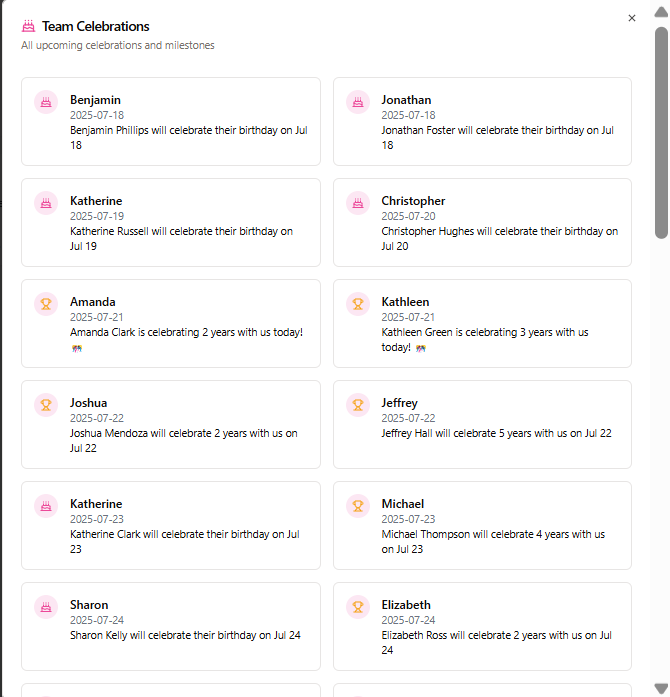 Team Celebrations
All upcoming celebrations and milestones
Benjamin
2025-07-18
Benjamin Phillips will celebrate their birthday on Jul
18
Jonathan
2025-07-18
Jonathan Foster will celebrate their birthday on Jul
18
Katherine
2025-07-19
Katherine Russell will celebrate their birthday on
Jul 19
Christopher
2025-07-20
Christopher Hughes will celebrate their birthday on
Jul 20
Amanda
2025-07-21
Amanda Clark is celebrating 2 years with us today!
Kathleen
2025-07-21
Kathleen Green is celebrating 3 years with us
today!
Joshua
2025-07-22
Joshua Mendoza will celebrate 2 years with us on
Jul 22
Jeffrey
2025-07-22
Jeffrey Hall will celebrate 5 years with us on Jul 22
Katherine
2025-07-23
Katherine Clark will celebrate their birthday on Jul
23
Michael
2025-07-23
Michael Thompson will celebrate 4 years with us
on Jul 23
Sharon
2025-07-24
Sharon Kelly will celebrate their birthday on Jul 24
Elizabeth
2025-07-24
Elizabeth Ross will celebrate 2 years with us on Jul
24